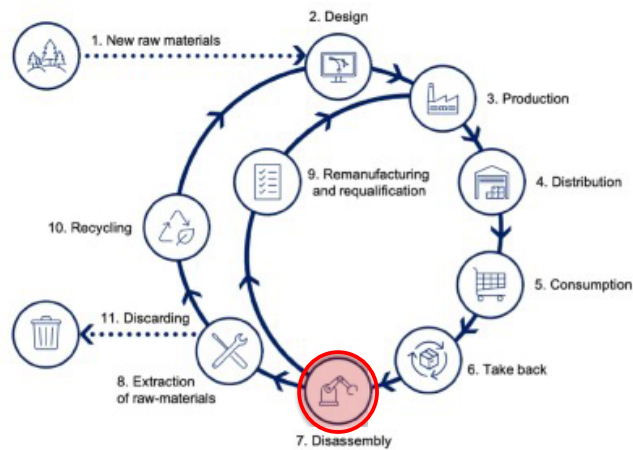 2. Design
1. New raw materials
3. Production
9. Remanufacturing
and requalification
4. Distribution
10. Recycling
5. Consumption
11. Discarding
6. Take back
8. Extraction
of raw-materials
7. Disassembly